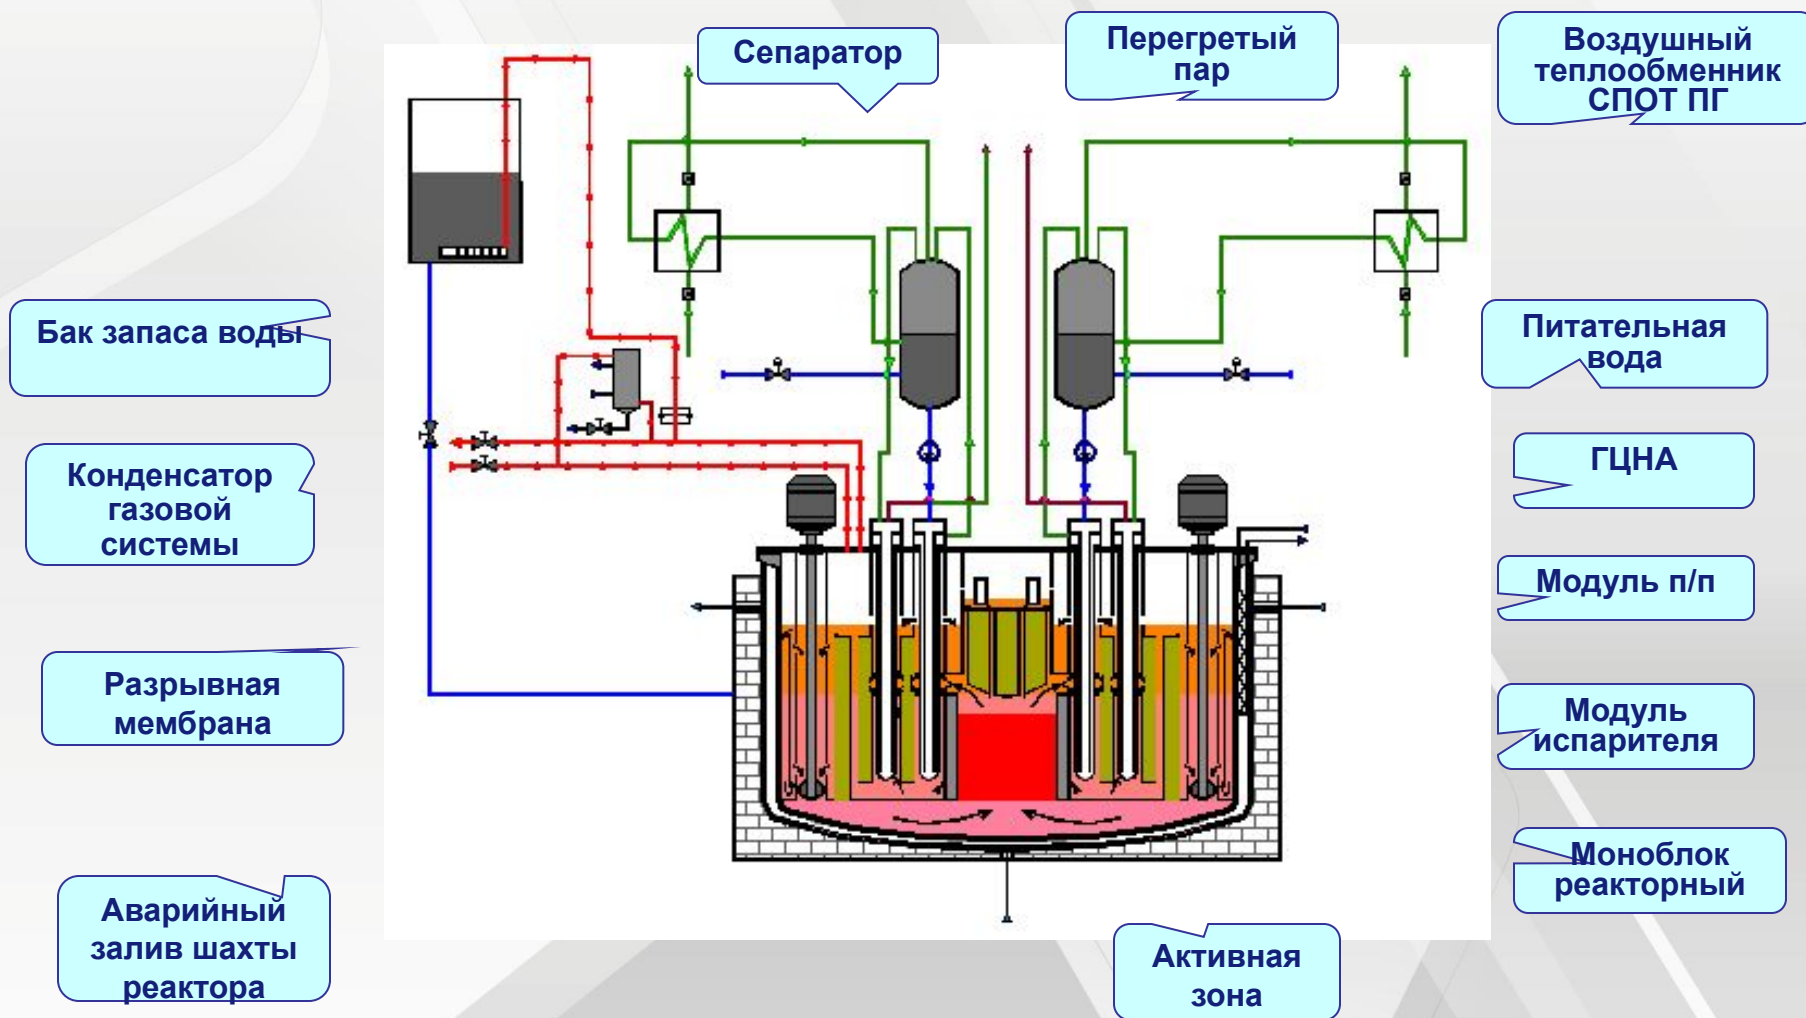 Сепаратор
Перегретый
пар
Воздушный
теплообменник
СПОТ ПГ
Бак запаса воды
Питательная
вода
Конденсатор
газовой
системы
ГЦНА
Модуль п/п
Разрывная
мембрана
Модуль
испарителя
Моноблок
реакторный
Аварийный
залив шахты
реактора
Активная
зона